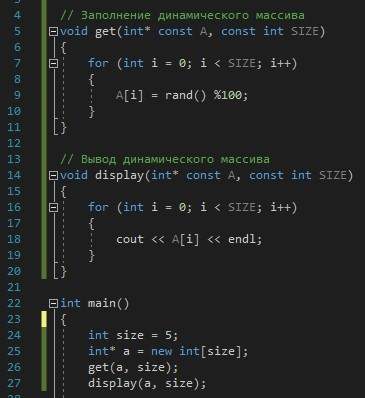 4 // Заполнение динамического массива
5 void get(int* const A, const int SIZE)
6 {
7 for (int i = 0; i < SIZE; i++)
8 {
9 A[i] = rand() %100;
10 }
11 }
12
13 // Вывод динамического массива
14 void display(int* const A, const int SIZE)
15 {
16 for (int i = 0; i < SIZE; i++)
17 {
18 cout << A[i] << endl;
19 }
20 }
21
22 int main()
23 {
24 int size = 5;
25 int* a = new int[size];
26 get(a, size);
27 display(a, size);